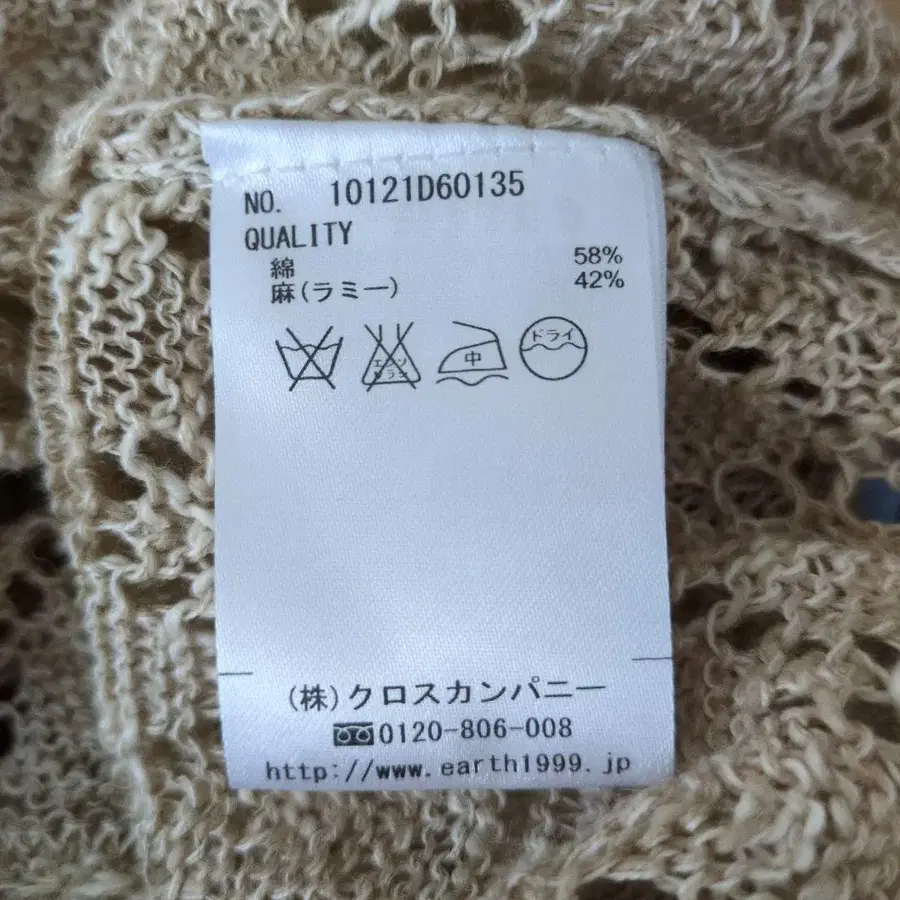 NO. 10121D60135
QUALITY
綿 58%
麻(ラミー) 42%
エンソサラシ 中 ドライ
(株)クロスカンパニー
0120-806-008
http://www.earth1999.jp